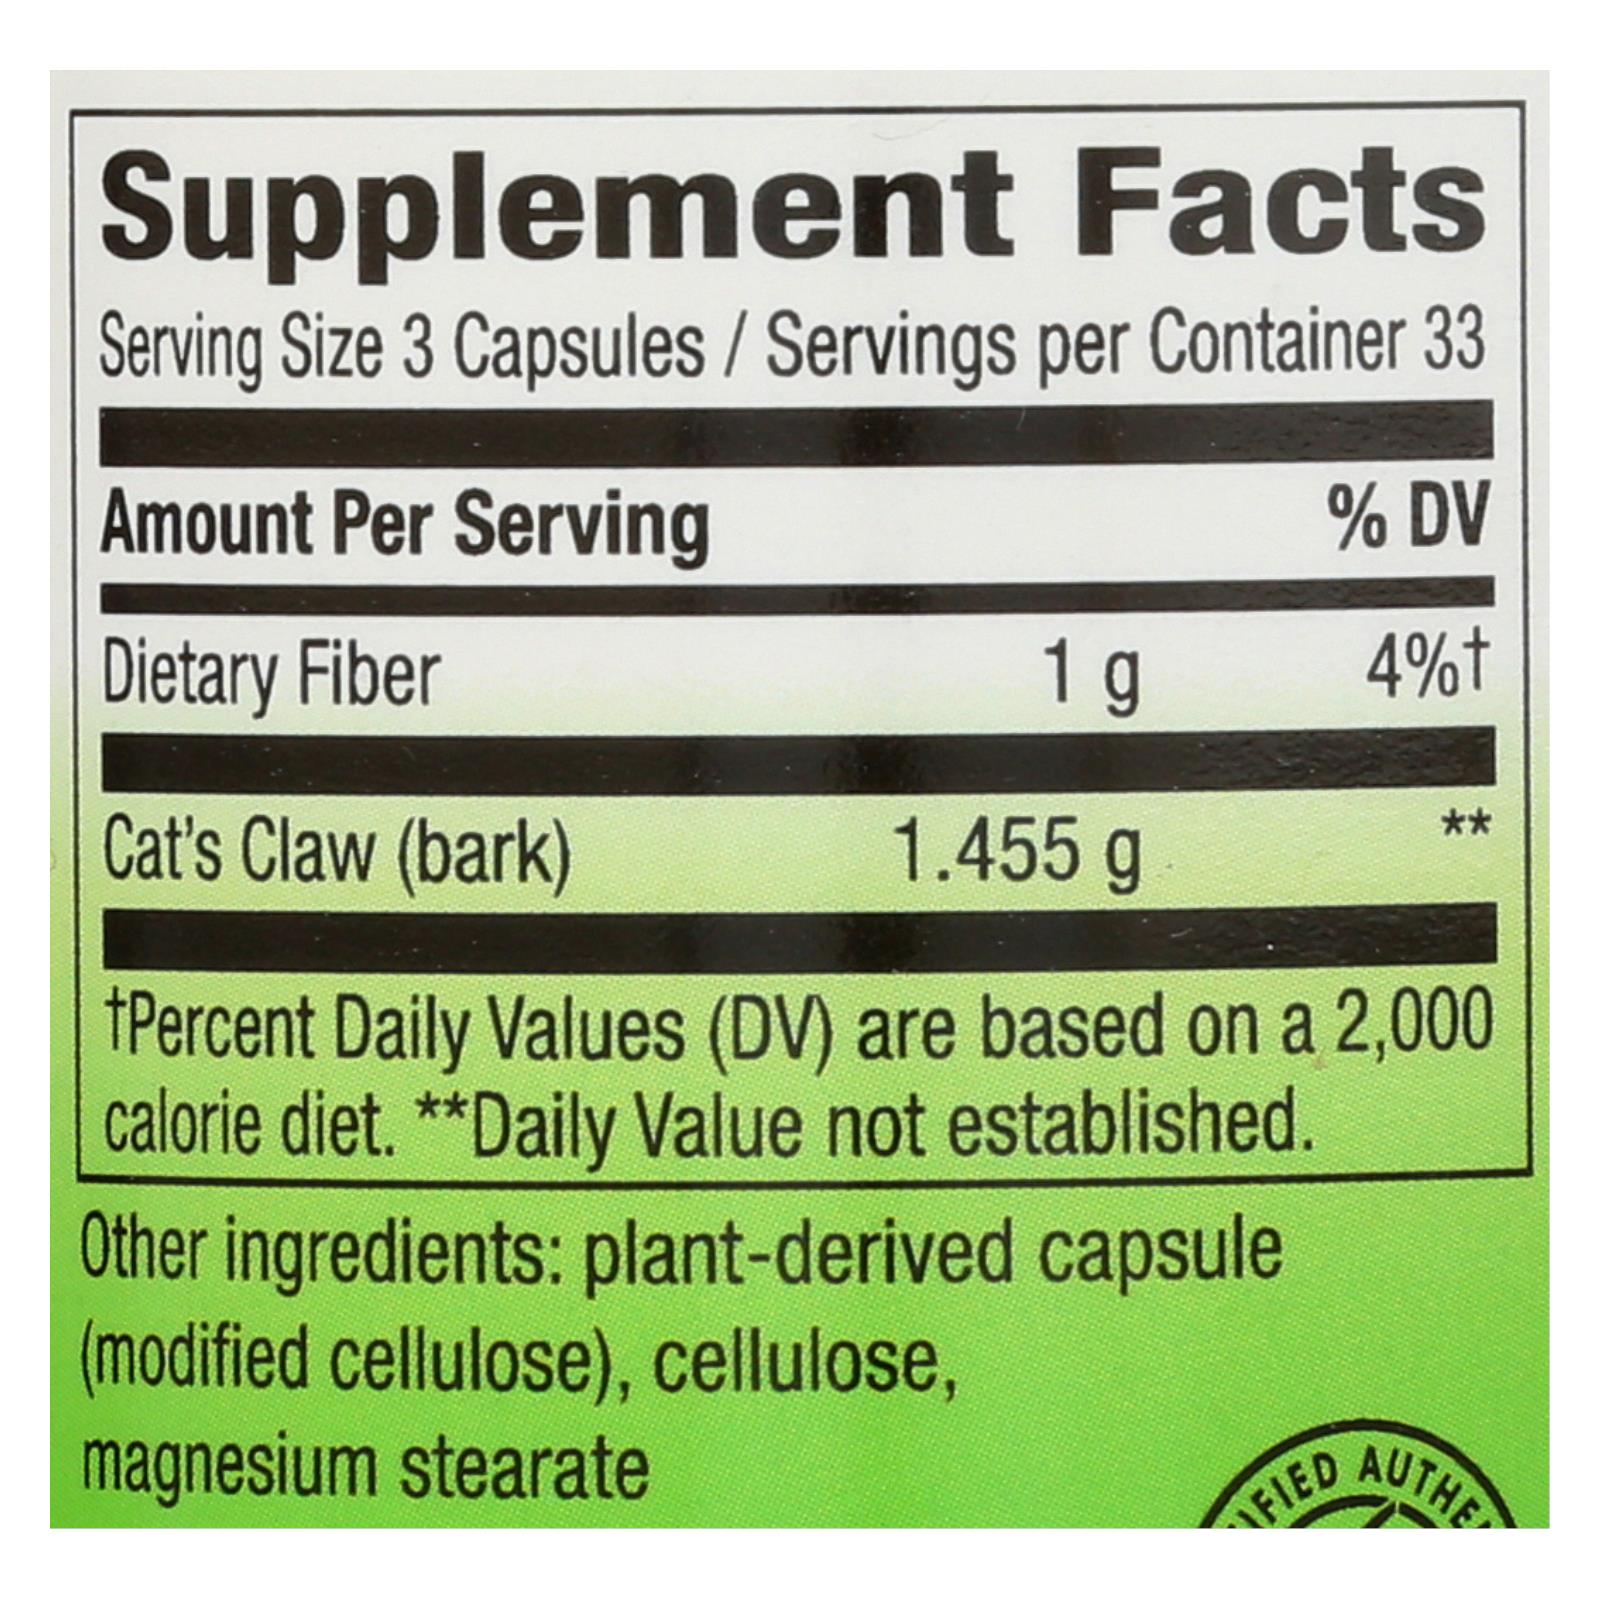 Supplement Facts
Serving Size 3 Capsules / Servings per Container 33
Amount Per Serving % DV
Dietary Fiber 1 g 4%†
Cat's Claw (bark) 1.455 g **
†Percent Daily Values (DV) are based on a 2,000
calorie diet. **Daily Value not established.
Other ingredients: plant-derived capsule
(modified cellulose), cellulose,
magnesium stearate